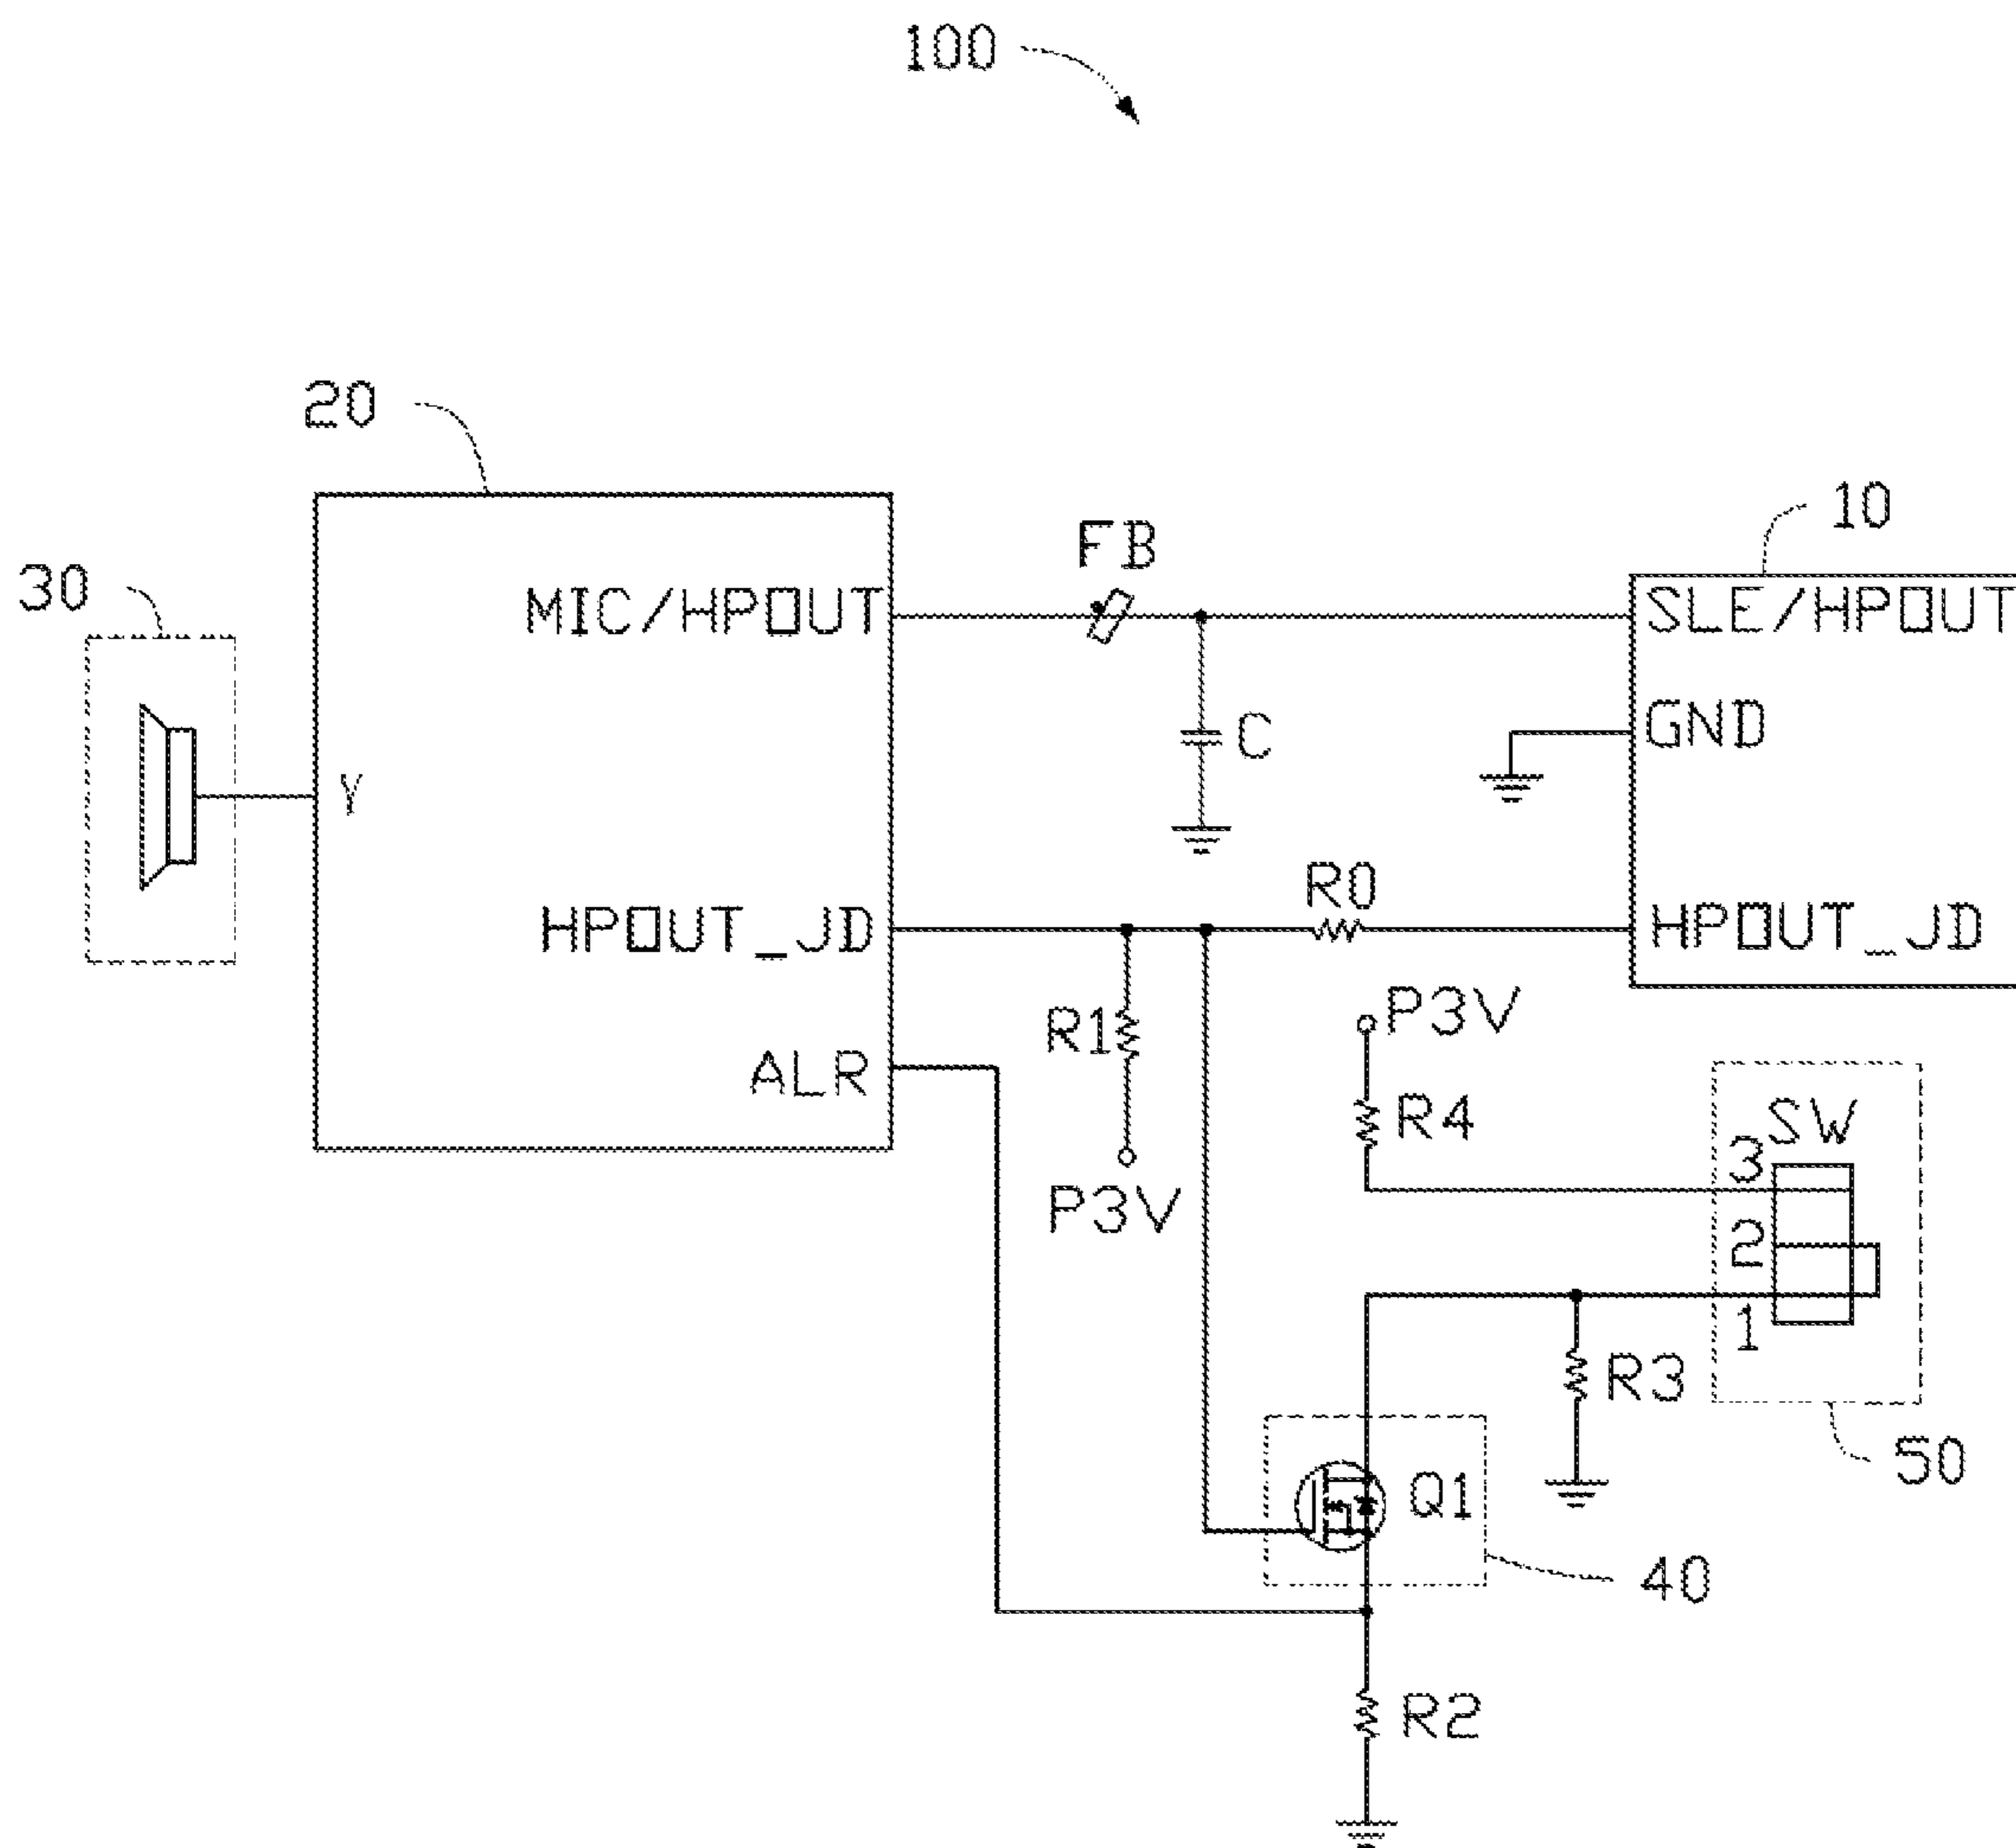 100
20
10
30
FB
MIC/HPOUT
SLE/HPOUT
GND
C
Y
R0
HPOUT_JD
HPOUT_JD
R1
P3V
ALR
R4
SW
3
P3V
2
1
R3
50
Q1
40
R2